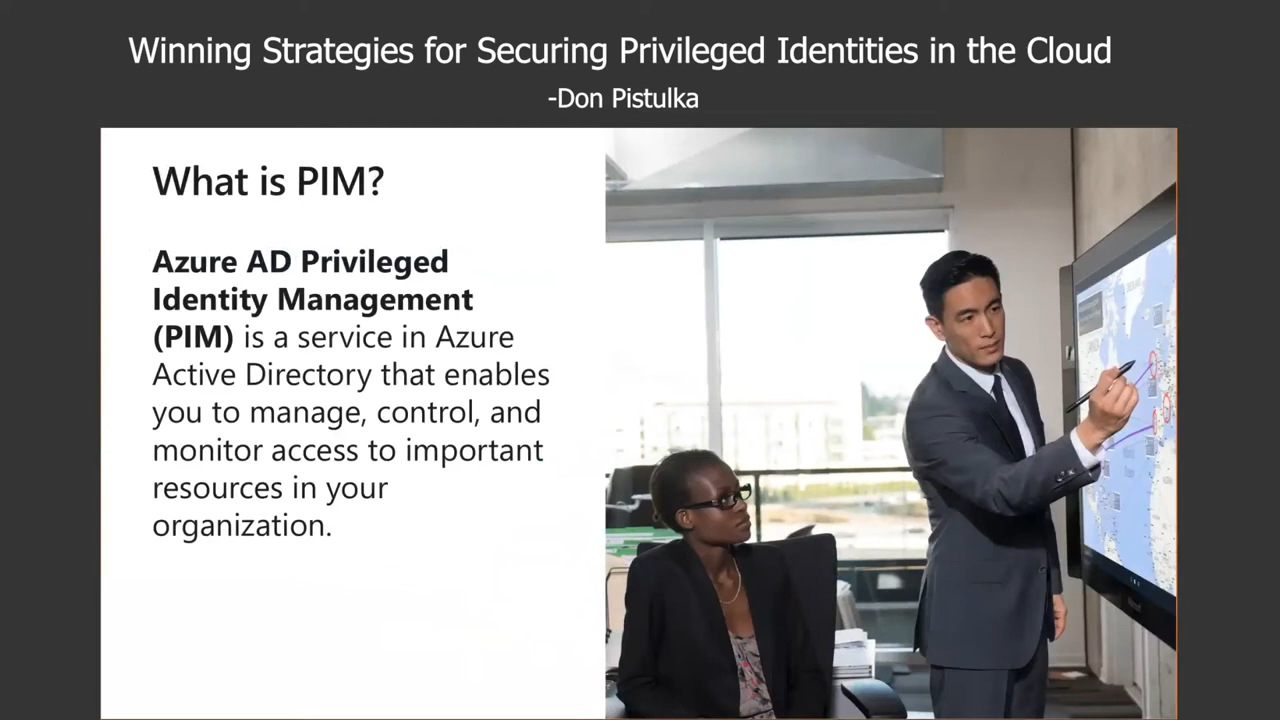 Winning Strategies for Securing Privileged Identities in the Cloud
-Don Pistulka
What is PIM?
Azure AD Privileged
Identity Management
(PIM) is a service in Azure
Active Directory that enables
you to manage, control, and
monitor access to important
resources in your
organization.